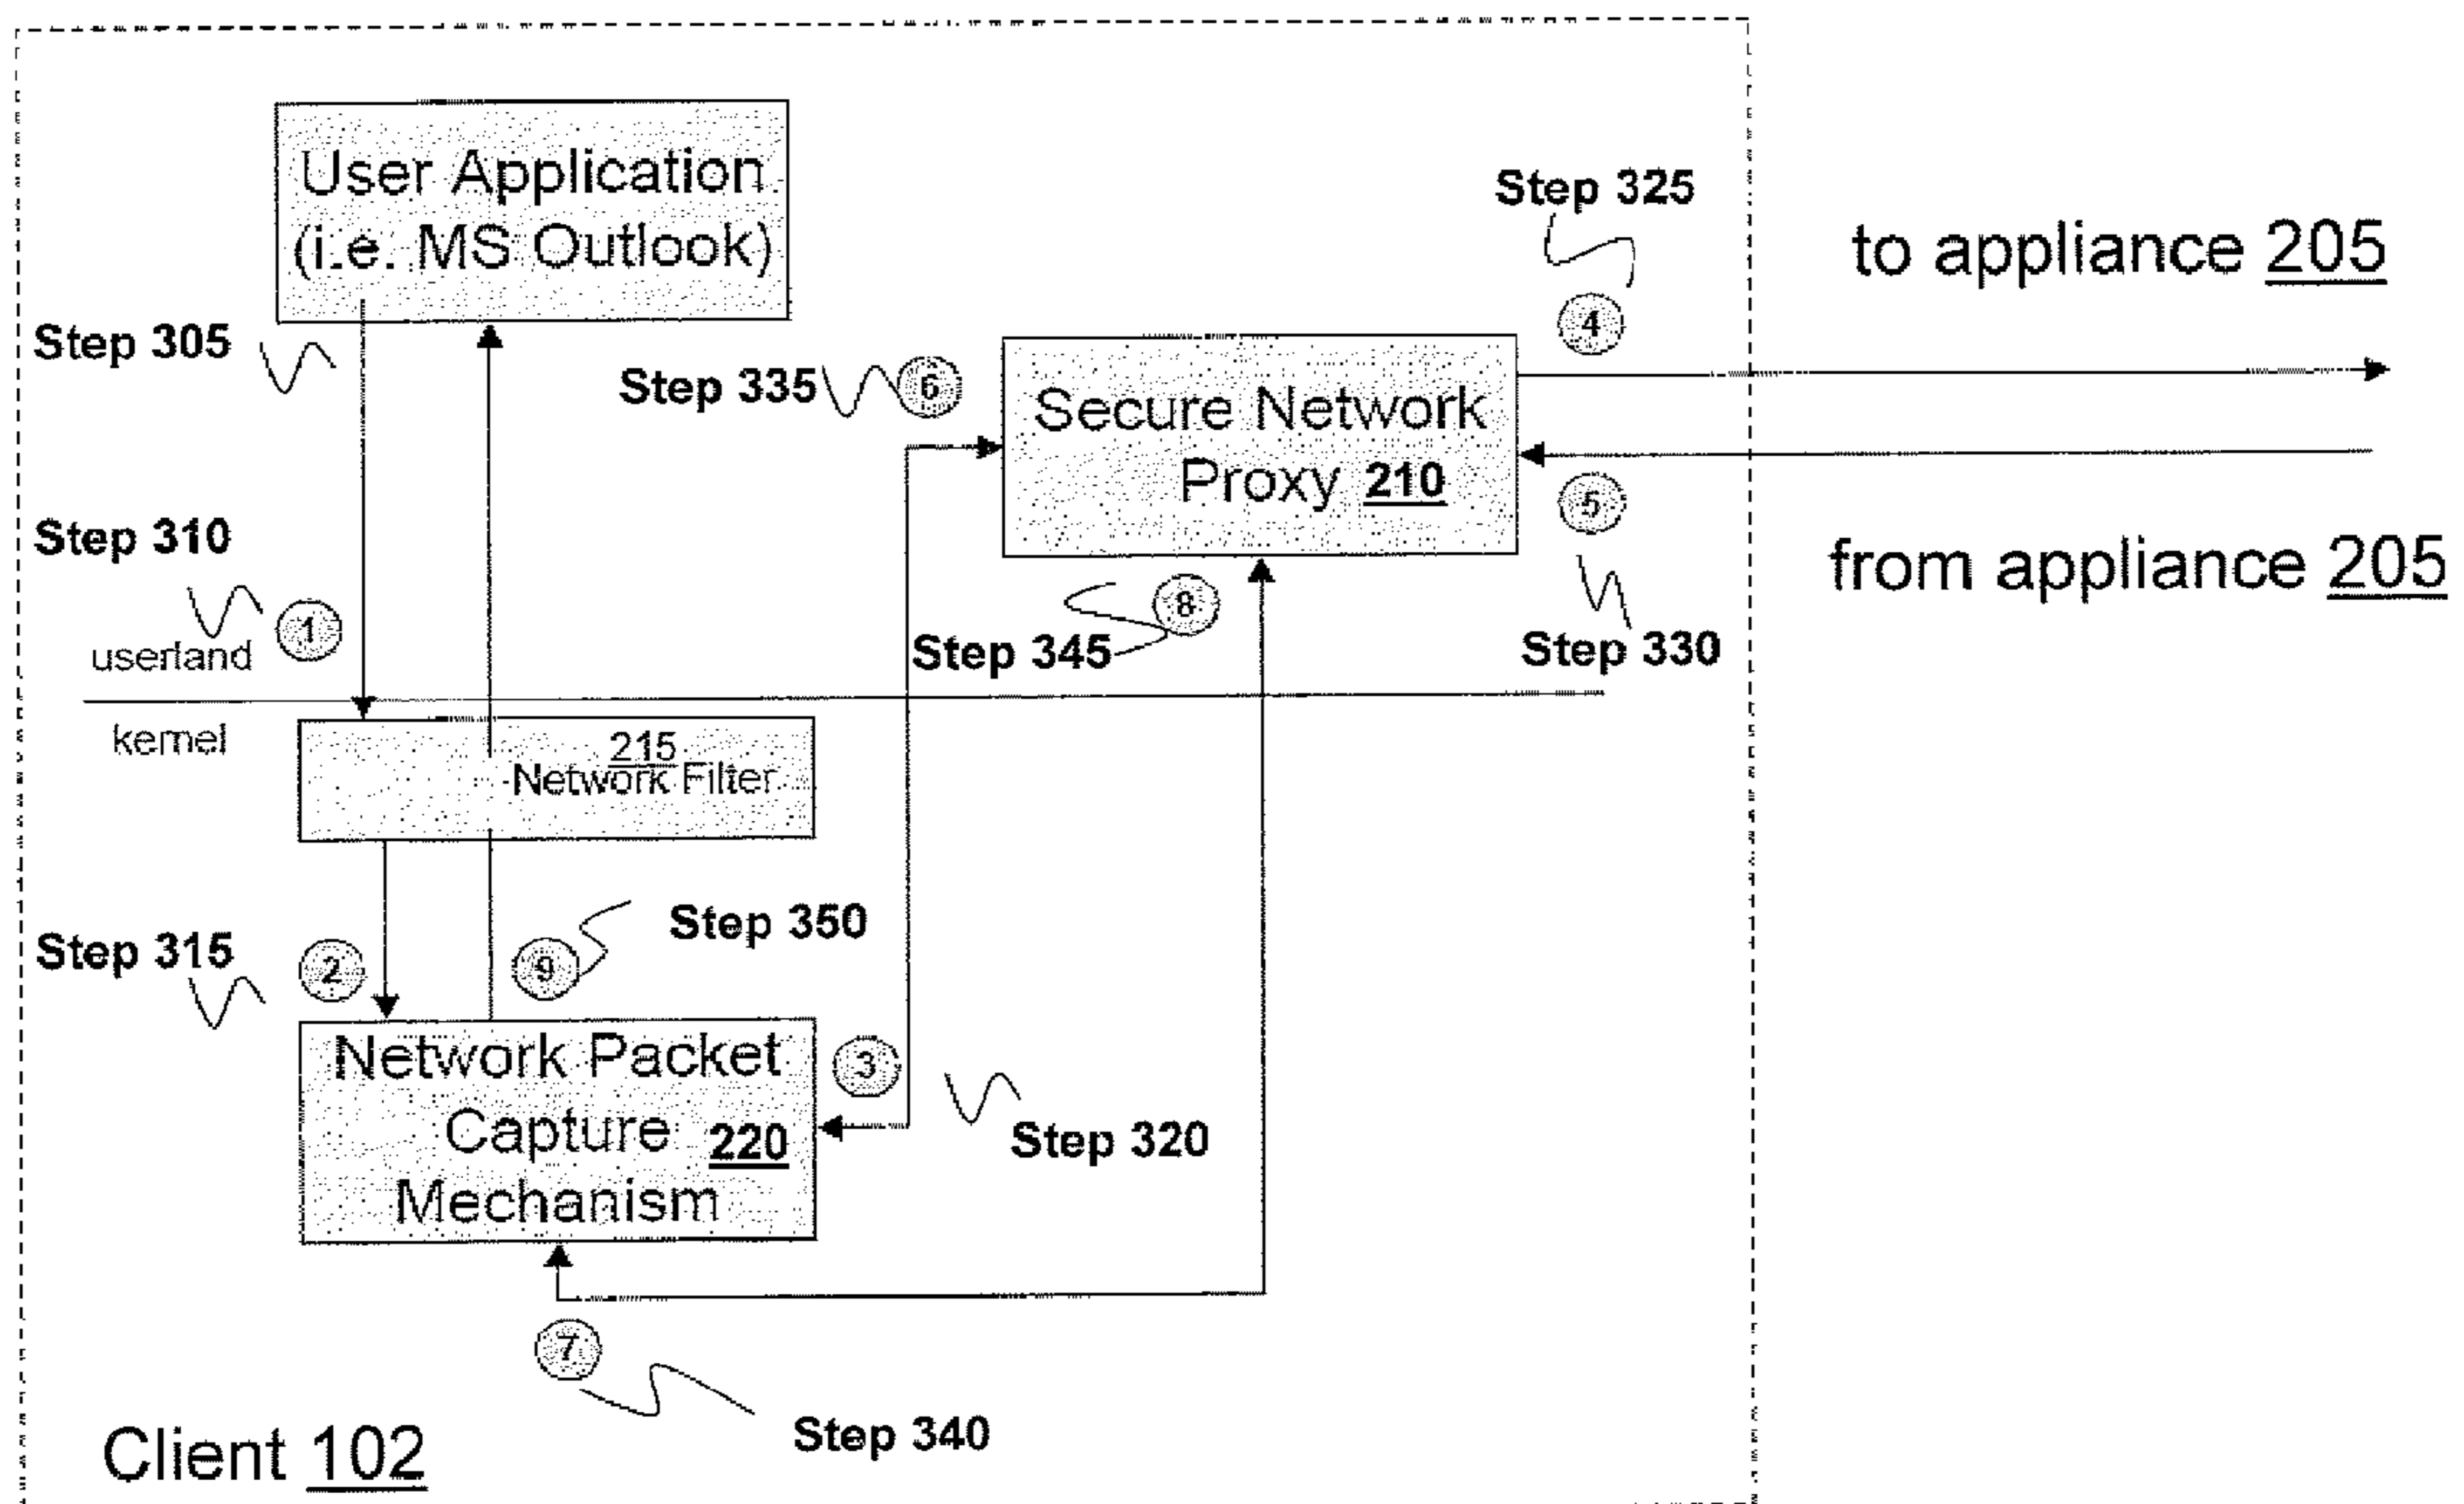 User Application
(i.e. MS Outlook)
Step 325
to appliance 205
4
Step 305
Step 335
6
Secure Network
Proxy 210
5
from appliance 205
Step 310
1
8
Step 345
Step 330
userland
kernel
215
Network Filter
Step 350
Step 315
2
9
Network Packet
Capture 220
Mechanism
3
Step 320
7
Step 340
Client 102